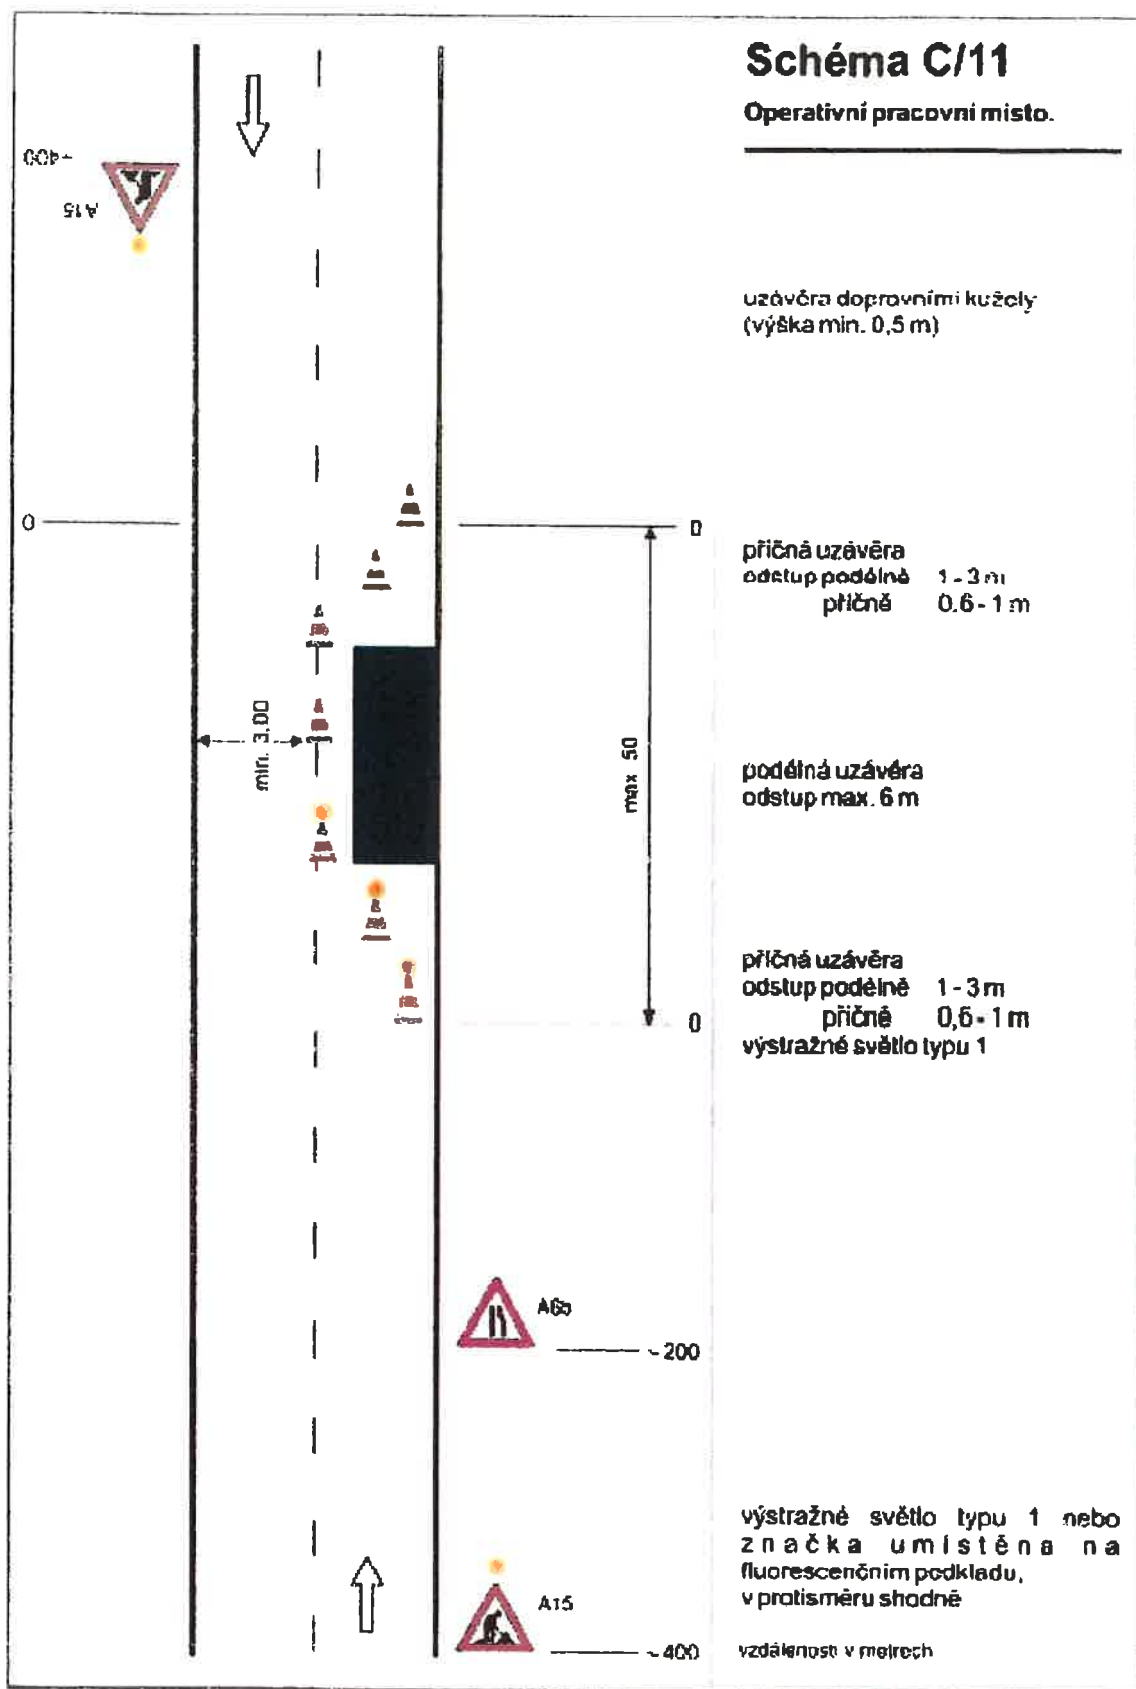 Schéma C/11
Operativní pracovní místo.
~400
A15
uzávěra dopravními kužely
(výška min. 0,5 m)
0
0
příčná uzávěra
odstup podélně 1 - 3 m
příčně 0.6 - 1 m
min. 3.00
max 50
podélná uzávěra
odstup max. 6 m
příčná uzávěra
odstup podélně 1 - 3 m
příčně 0,6 - 1 m
0
výstražné světlo typu 1
A6b
~200
výstražné světlo typu 1 nebo
značka umístěna na
fluorescenčním podkladu,
v protisměru shodně
A15
~400
vzdálenosti v metrech